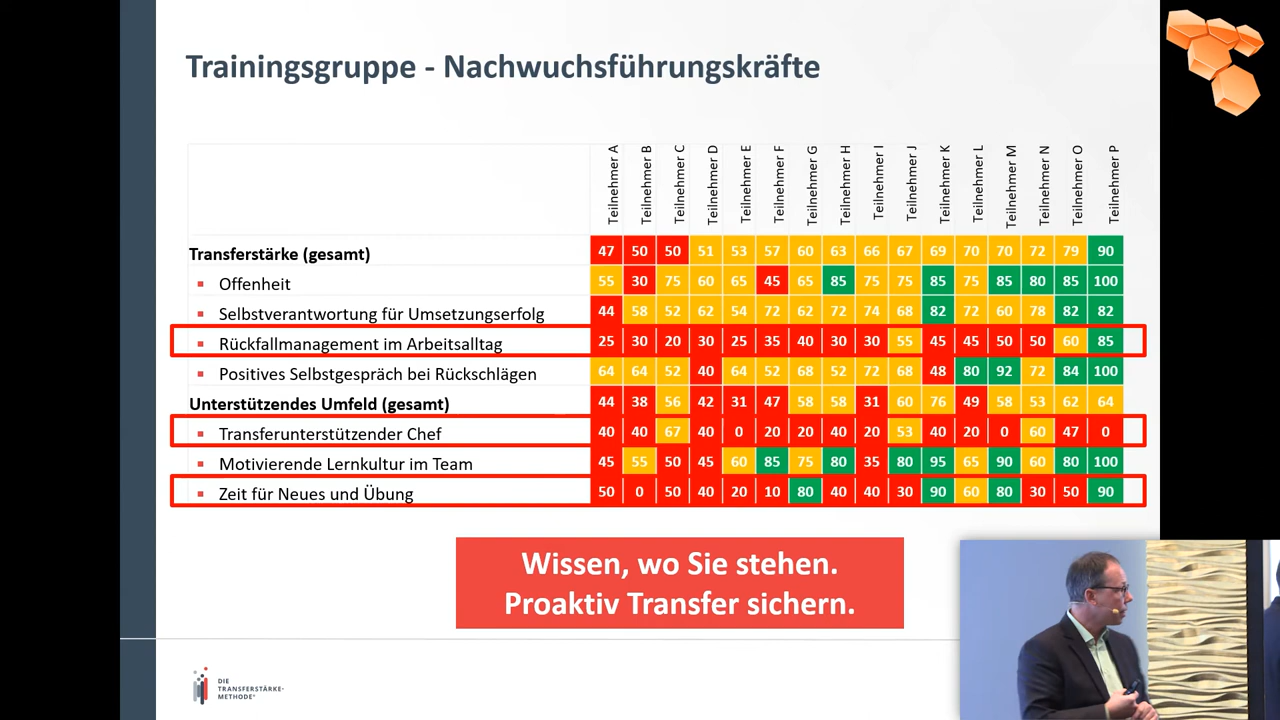 Trainingsgruppe - Nachwuchsführungskräfte
Teilnehmer A Teilnehmer B Teilnehmer C Teilnehmer D Teilnehmer E Teilnehmer F Teilnehmer G Teilnehmer H Teilnehmer I Teilnehmer J Teilnehmer K Teilnehmer L Teilnehmer M Teilnehmer N Teilnehmer O Teilnehmer P
Transferstärke (gesamt) 47 50 50 51 53 57 60 63 66 67 69 70 70 72 79 90
Offenheit 55 30 75 60 65 45 65 85 75 75 85 75 85 80 85 100
Selbstverantwortung für Umsetzungserfolg 44 58 52 62 54 72 62 72 74 68 82 72 60 78 82 82
Rückfallmanagement im Arbeitsalltag 25 30 20 30 25 35 40 30 30 55 45 45 50 50 60 85
Positives Selbstgespräch bei Rückschlägen 64 64 52 40 64 52 68 52 72 68 48 80 92 72 84 100
Unterstützendes Umfeld (gesamt) 44 38 56 42 31 47 58 58 31 60 76 49 58 53 62 64
Transferunterstützender Chef 40 40 67 40 0 20 20 40 20 53 40 20 0 60 47 0
Motivierende Lernkultur im Team 45 55 50 45 60 85 75 80 35 80 95 65 90 60 80 100
Zeit für Neues und Übung 50 0 50 40 20 10 80 40 40 30 90 60 80 30 50 90
Wissen, wo Sie stehen.
Proaktiv Transfer sichern.
DIE
TRANSFERSTÄRKE-
METHODE®